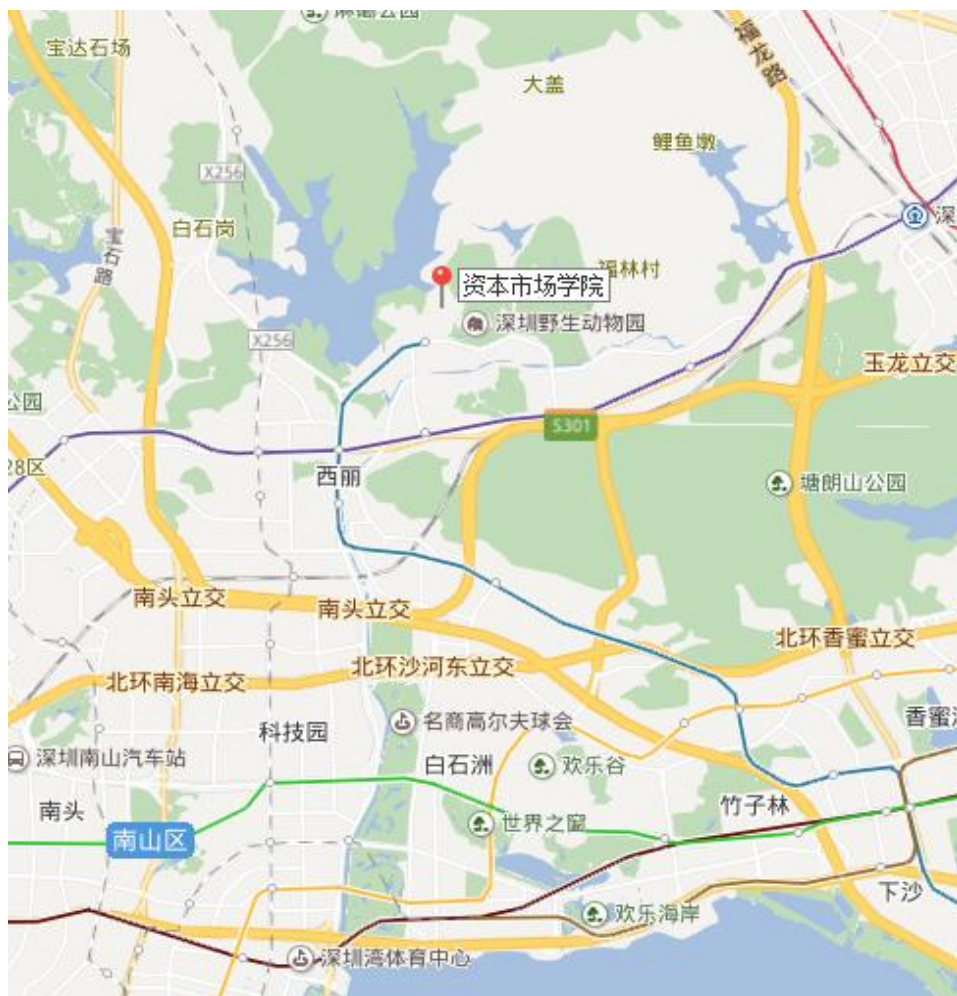 宝达石场
大盖
福龙路
鲤鱼墩
X256
白石岗
宝石路
深
福林村
资本市场学院
深圳野生动物园
X256
玉龙立交
公园
S301
28区
西丽
塘朗山公园
南头立交
南头立交
北环香蜜立交
北环沙河东立交
北环南海立交
香蜜
名商高尔夫球会
科技园
深圳南山汽车站
白石洲
欢乐谷
南头
竹子林
世界之窗
南山区
下沙
欢乐海岸
深圳湾体育中心